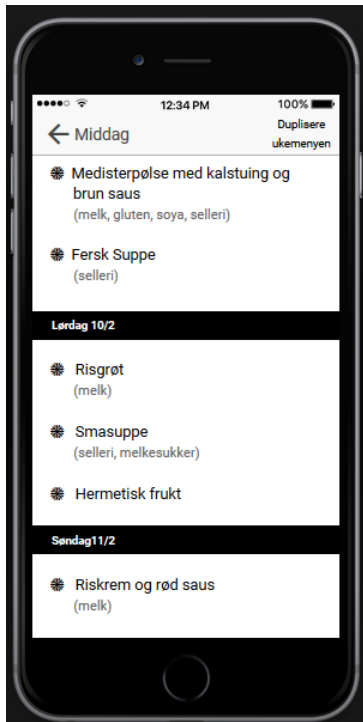 12:34 PM
100%
Middag
Duplisere
ukemenyen
Medisterpølse med kalstuing og
brun saus
(melk, gluten, soya, selleri)
Fersk Suppe
(selleri)
Lørdag 10/2
Risgrøt
(melk)
Smasuppe
(selleri, melkesukker)
Hermetisk frukt
Søndag11/2
Riskrem og rød saus
(melk)